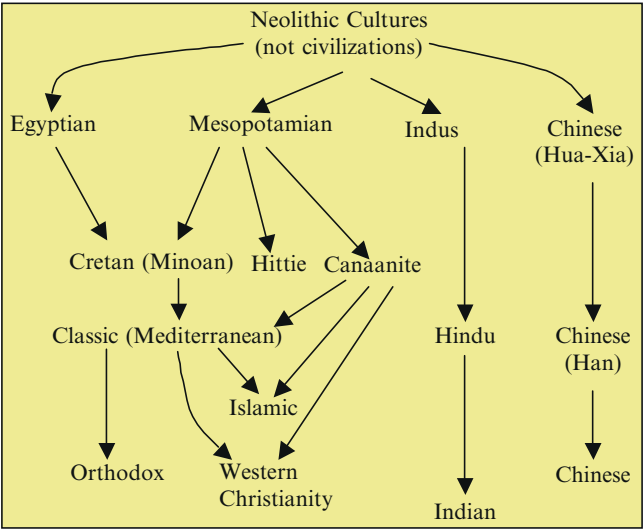 Neolithic Cultures
(not civilizations)
Egyptian
Mesopotamian
Indus
Chinese
(Hua-Xia)
Cretan (Minoan)
Hittie
Canaanite
Classic (Mediterranean)
Hindu
Chinese
(Han)
Islamic
Orthodox
Western
Christianity
Chinese
Indian